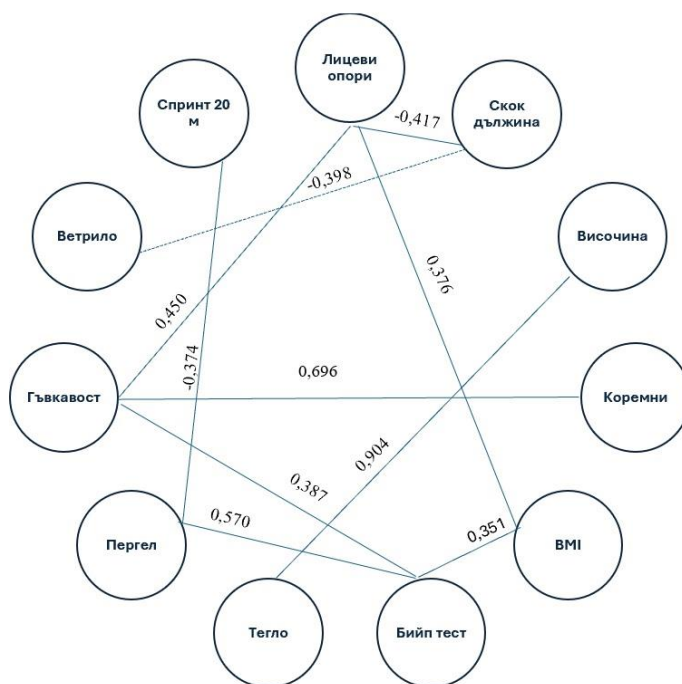 Лицеви
опори
Спринт 20
м
Скок
дължина
-0,417
-0,398
Ветрило
Височина
0,376
0,450
-0,374
0,696
Гъвкавост
Коремни
0,904
0,387
0,570
0,351
Пергел
BMI
Тегло
Бийп тест